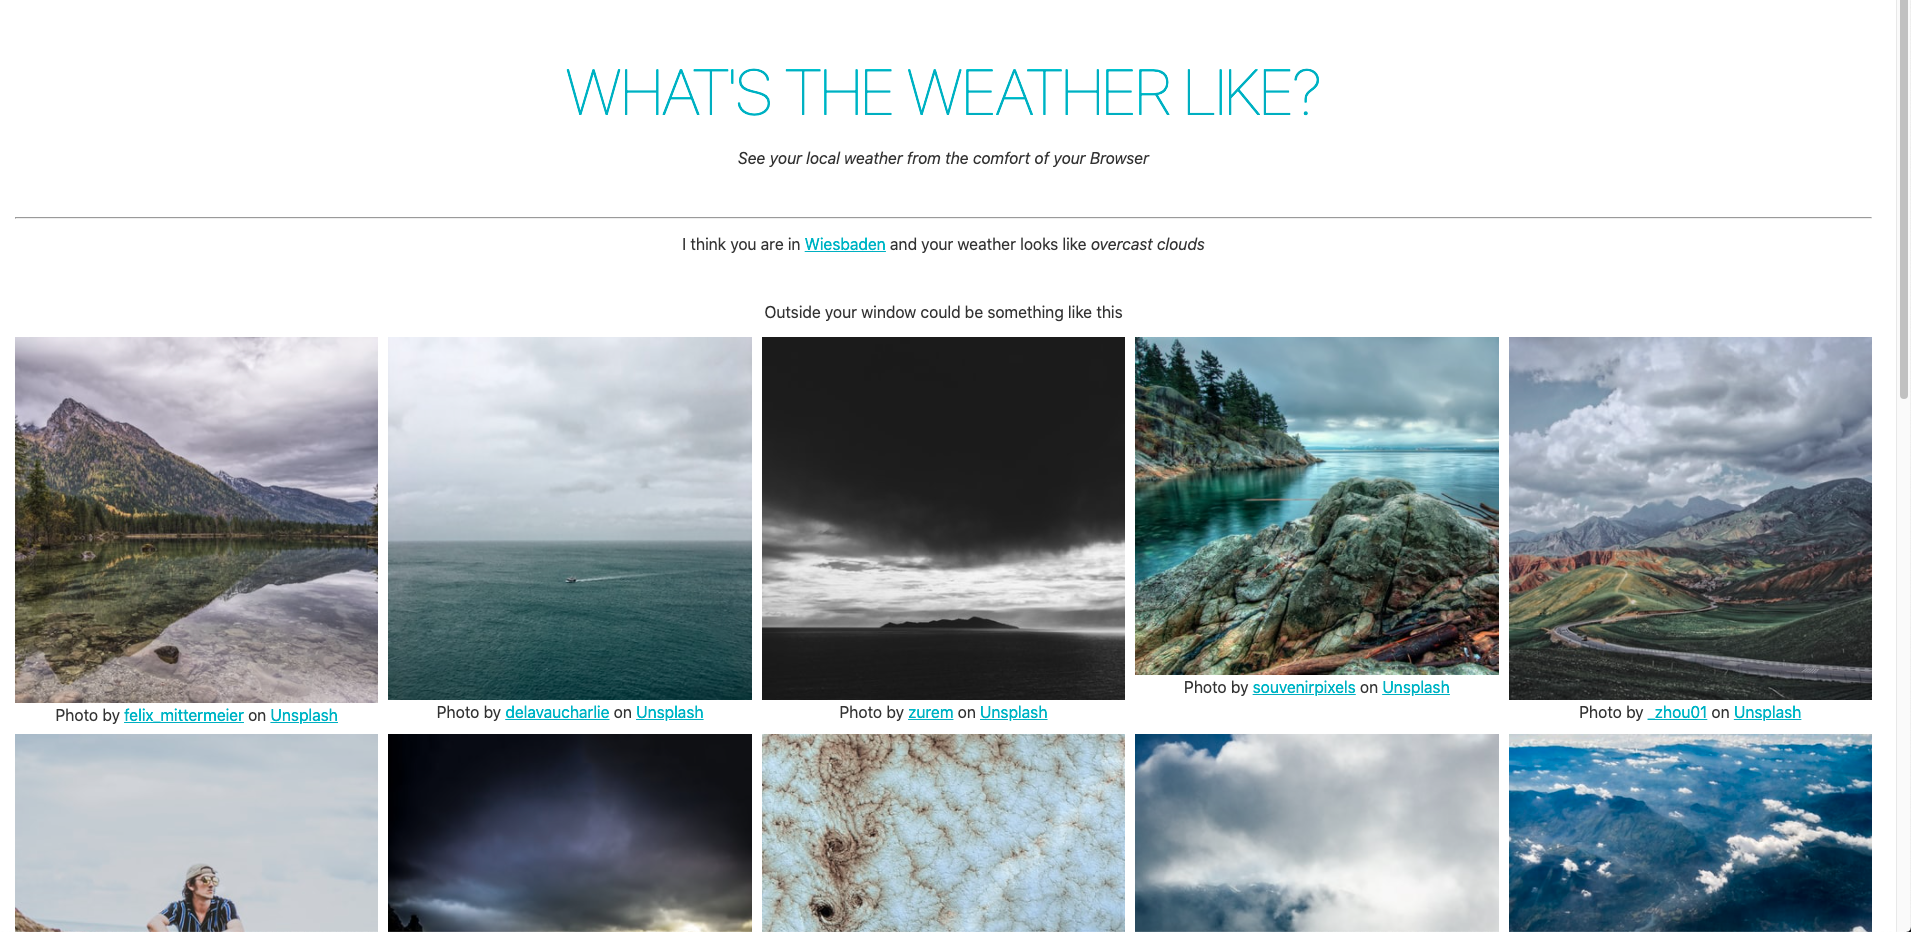 WHAT'S THE WEATHER LIKE?
See your local weather from the comfort of your Browser
I think you are in Wiesbaden and your weather looks like overcast clouds
Outside your window could be something like this
Photo by felix_mittermeier on Unsplash
Photo by delavaucharlie on Unsplash
Photo by zurem on Unsplash
Photo by souvenirpixels on Unsplash
Photo by _zhou01 on Unsplash